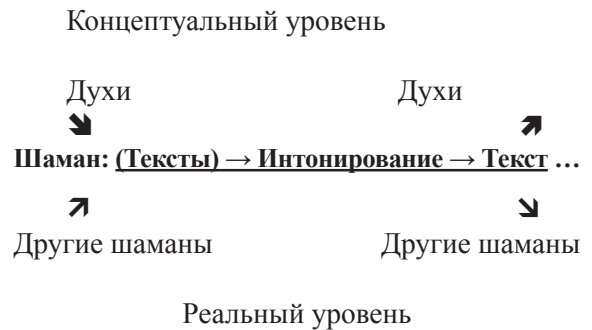 Концептуальный уровень
Духи Духи
🡾 🡽
Шаман: (Тексты) → Интонирование → Текст ...
🡽 🡾
Другие шаманы Другие шаманы
Реальный уровень